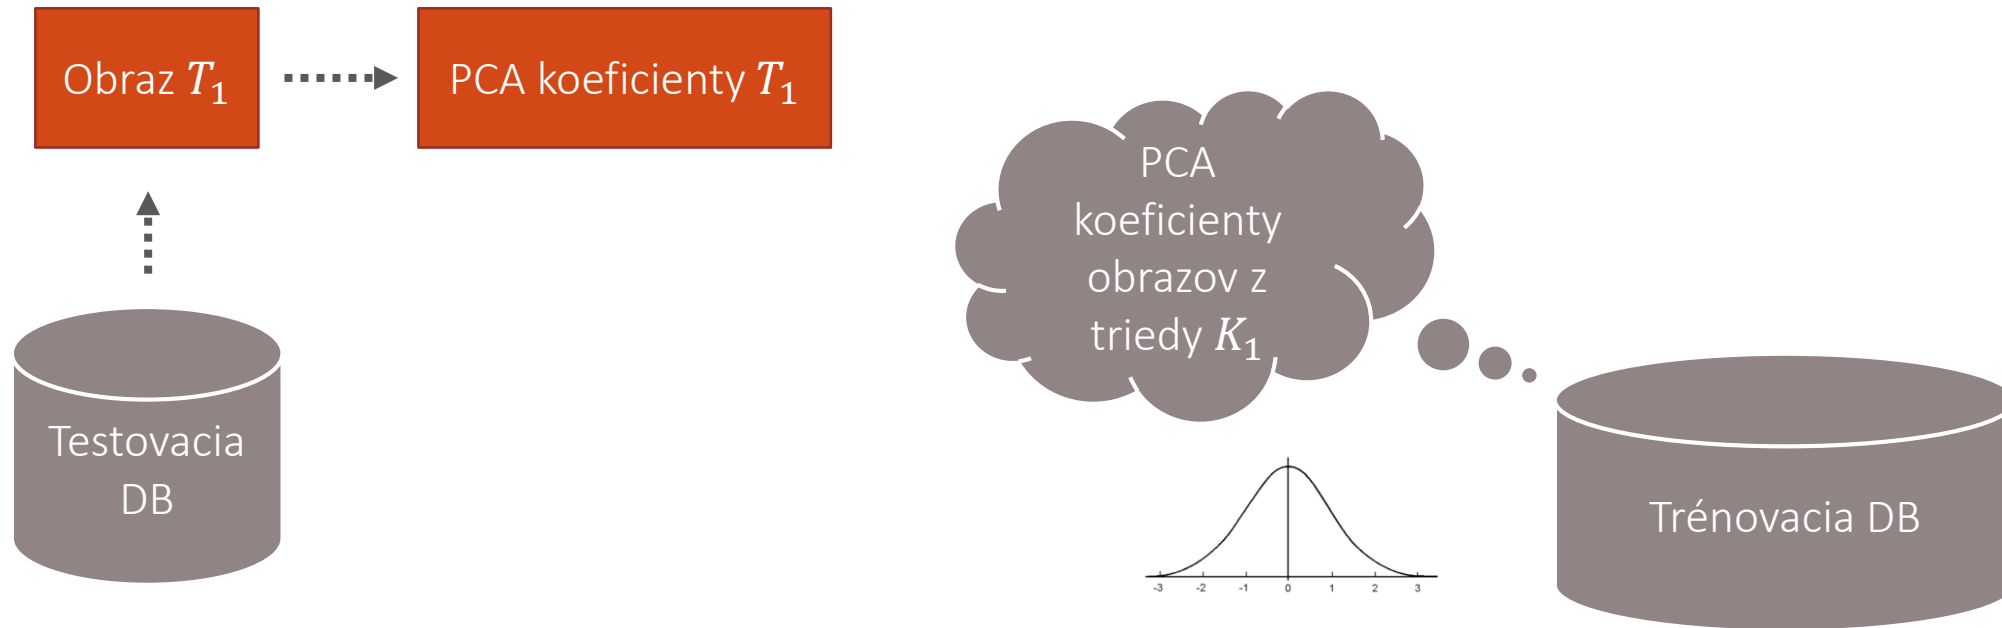 Obraz T₁
PCA koeficienty T₁
PCA
koeficienty
obrazov z
triedy K₁
Testovacia
DB
Trénovacia DB
-3 -2 -1 0 1 2 3